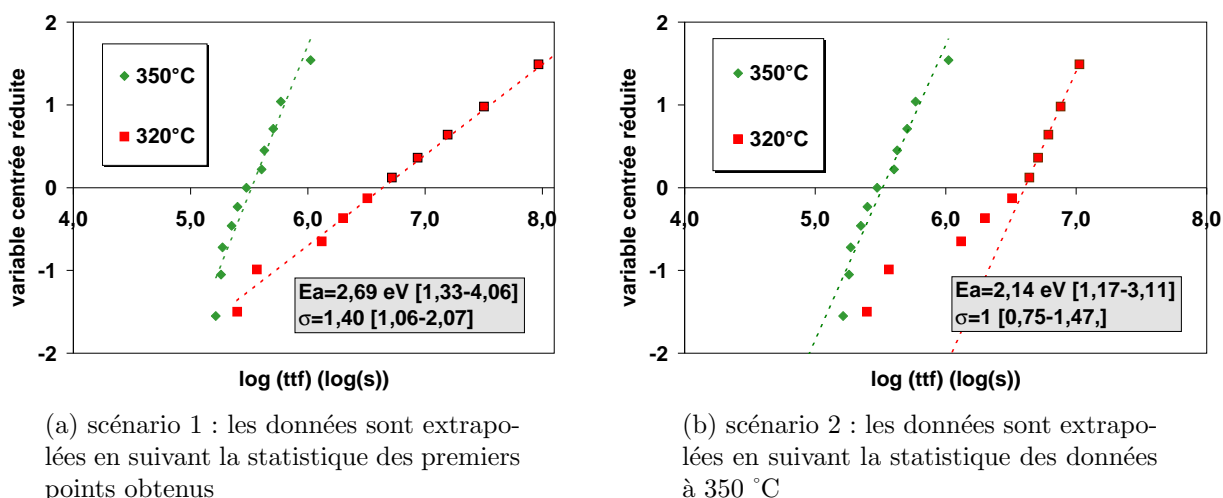 2
1
0
-1
-2
variable centrée réduite
4,0 5,0 6,0 7,0 8,0
350°C
320°C
Ea=2,69 eV [1,33-4,06]
σ=1,40 [1,06-2,07]
log (ttf) (log(s))
(a) scénario 1 : les données sont extrapo-
lées en suivant la statistique des premiers
points obtenus
2
1
0
-1
-2
variable centrée réduite
4,0 5,0 6,0 7,0 8,0
350°C
320°C
Ea=2,14 eV [1,17-3,11]
σ=1 [0,75-1,47,]
log (ttf) (log(s))
(b) scénario 2 : les données sont extrapo-
lées en suivant la statistique des données
à 350 °C